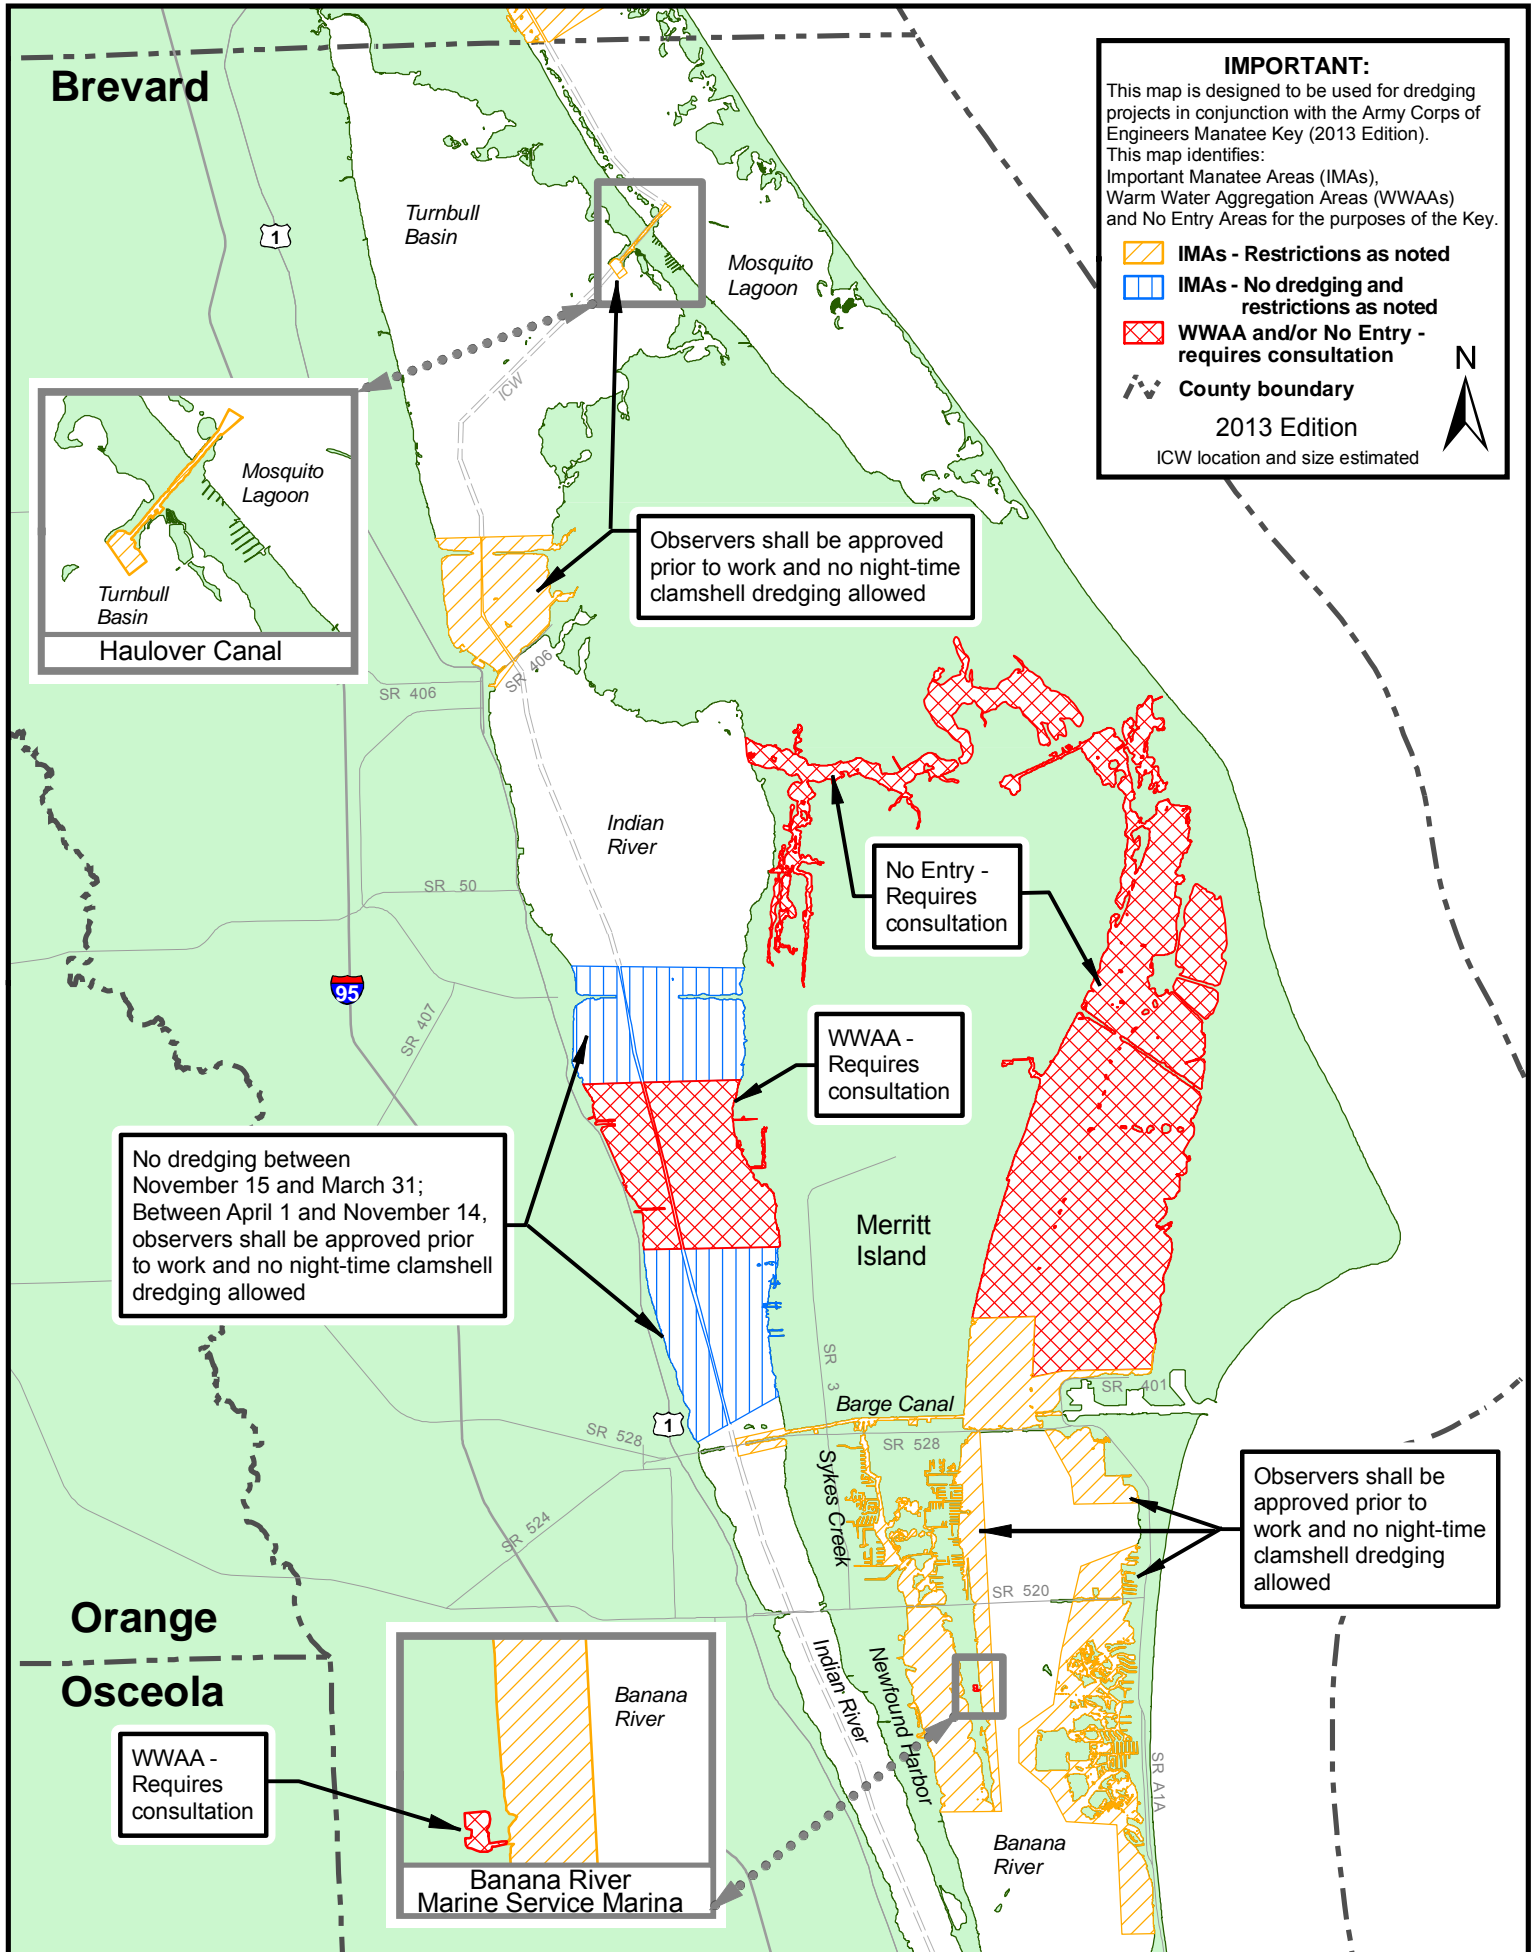 Brevard
IMPORTANT:
This map is designed to be used for dredging
projects in conjunction with the Army Corps of
Engineers Manatee Key (2013 Edition).
This map identifies:
Important Manatee Areas (IMAs),
Warm Water Aggregation Areas (WWAAs)
and No Entry Areas for the purposes of the Key.
IMAs - Restrictions as noted
IMAs - No dredging and
restrictions as noted
WWAA and/or No Entry -
requires consultation
County boundary
N
2013 Edition
ICW location and size estimated
Turnbull
Basin
1
Mosquito
Lagoon
ICW
Mosquito
Lagoon
Turnbull
Basin
Haulover Canal
Observers shall be approved
prior to work and no night-time
clamshell dredging allowed
SR 406
SR 406
Indian
River
SR 50
No Entry -
Requires
consultation
95
SR 407
WWAA -
Requires
consultation
No dredging between
November 15 and March 31;
Between April 1 and November 14,
observers shall be approved prior
to work and no night-time clamshell
dredging allowed
Merritt
Island
SR 3
SR 401
Barge Canal
1
SR 528
SR 528
Sykes Creek
Observers shall be
approved prior to
work and no night-time
clamshell dredging
allowed
SR 524
SR 520
Orange
Osceola
Indian River
Newfound Harbor
Banana
River
WWAA -
Requires
consultation
SR A1A
Banana
River
Banana River
Marine Service Marina